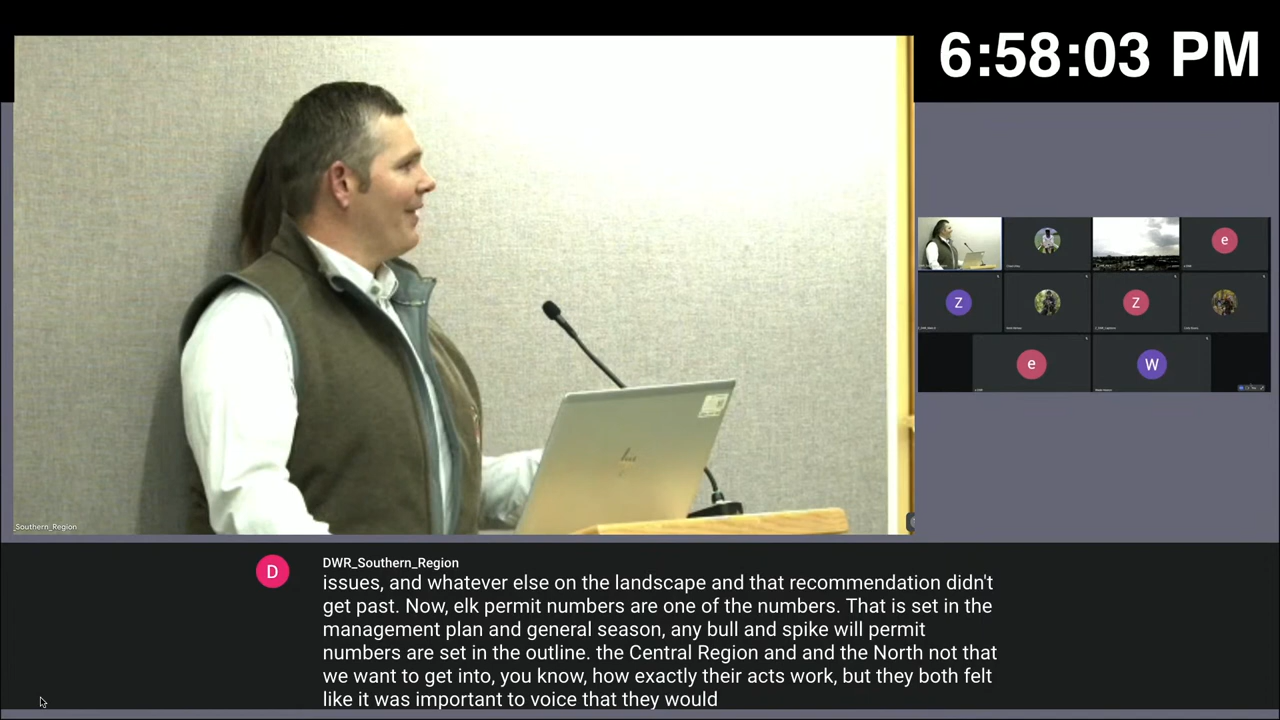 6:58:03 PM
e
Z
Z
e
W
_Southern_Region
D
DWR_Southern_Region
issues, and whatever else on the landscape and that recommendation didn't
get past. Now, elk permit numbers are one of the numbers. That is set in the
management plan and general season, any bull and spike will permit
numbers are set in the outline. the Central Region and and the North not that
we want to get into, you know, how exactly their acts work, but they both felt
like it was important to voice that they would